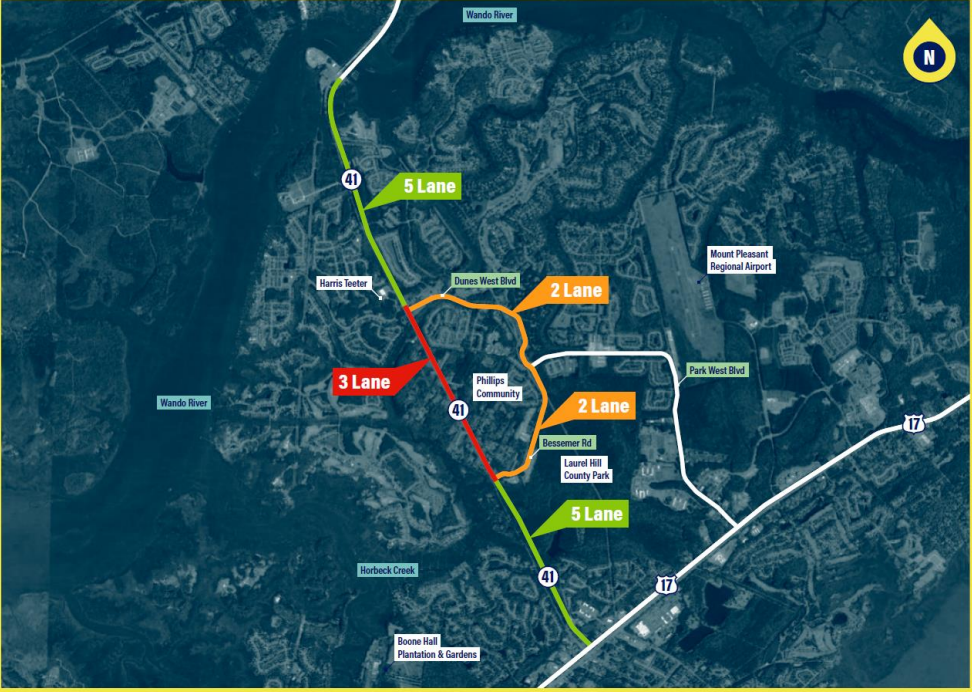 Wando River
N
41
5 Lane
Mount Pleasant
Regional Airport
Harris Teeter
Dunes West Blvd
2 Lane
3 Lane
Phillips
Community
Park West Blvd
Wando River
41
2 Lane
17
Bessemer Rd
Laurel Hill
County Park
5 Lane
Horbeck Creek
41
17
Boone Hall
Plantation & Gardens